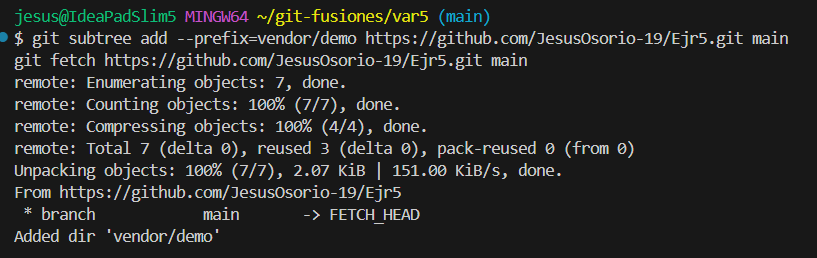 jesus@IdeaPadSlim5 MINGW64 ~/git-fusiones/var5 (main)
$ git subtree add --prefix=vendor/demo https://github.com/JesusOsorio-19/Ejr5.git main
git fetch https://github.com/JesusOsorio-19/Ejr5.git main
remote: Enumerating objects: 7, done.
remote: Counting objects: 100% (7/7), done.
remote: Compressing objects: 100% (4/4), done.
remote: Total 7 (delta 0), reused 3 (delta 0), pack-reused 0 (from 0)
Unpacking objects: 100% (7/7), 2.07 KiB | 151.00 KiB/s, done.
From https://github.com/JesusOsorio-19/Ejr5
 * branch            main       -> FETCH_HEAD
Added dir 'vendor/demo'